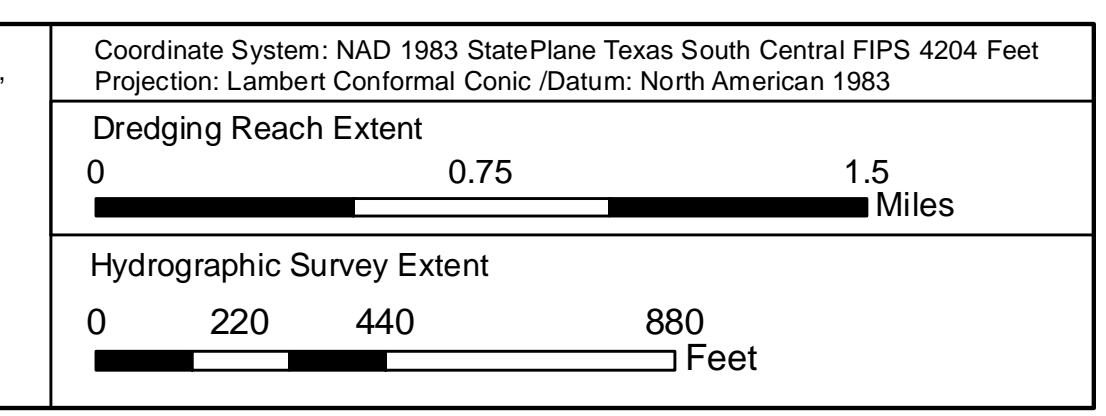 ,
Coordinate System: NAD 1983 StatePlane Texas South Central FIPS 4204 Feet
Projection: Lambert Conformal Conic /Datum: North American 1983
Dredging Reach Extent
0 0.75 1.5
Miles
Hydrographic Survey Extent
0 220 440 880
Feet